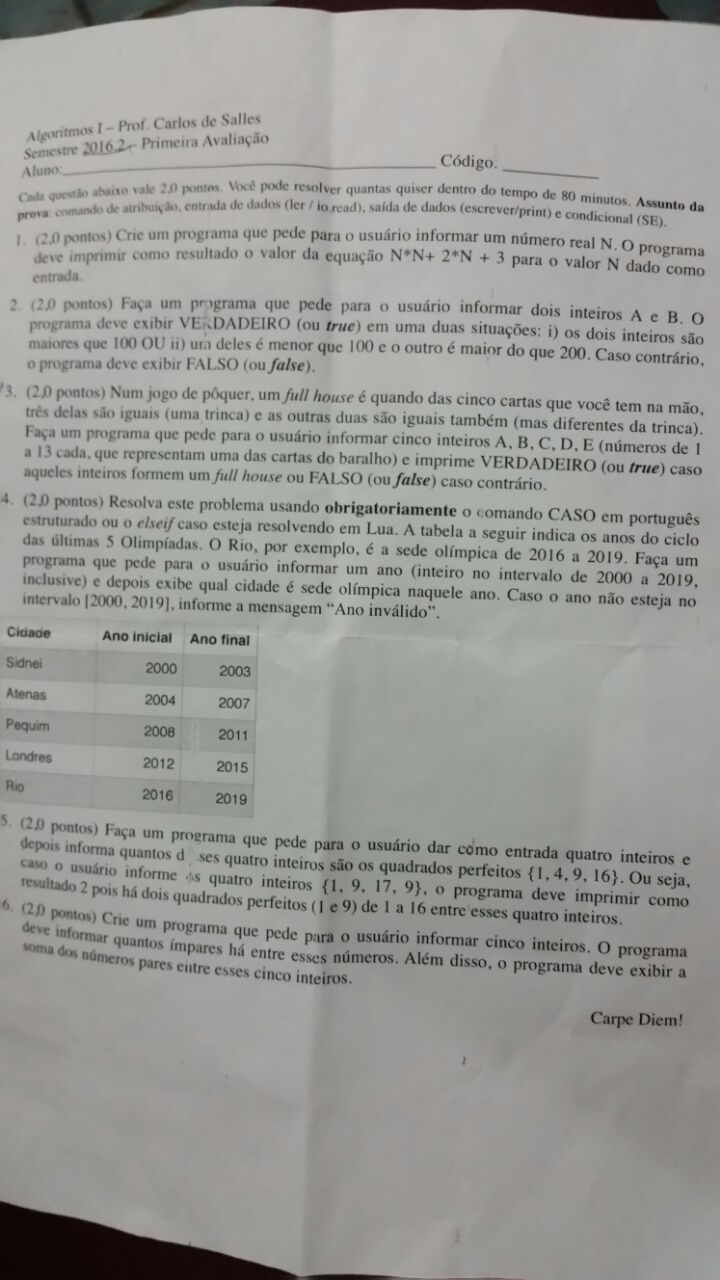 Algoritmos I – Prof. Carlos de Salles
Semestre 2016.2 – Primeira Avaliação
Aluno: Código.
Cada questão abaixo vale 2,0 pontos. Você pode resolver quantas quiser dentro do tempo de 80 minutos. Assunto da
prova: comando de atribuição, entrada de dados (ler / io.read), saída de dados (escrever/print) e condicional (SE).
1. (2,0 pontos) Crie um programa que pede para o usuário informar um número real N. O programa
deve imprimir como resultado o valor da equação N*N+ 2*N + 3 para o valor N dado como
entrada.
2. (2,0 pontos) Faça um programa que pede para o usuário informar dois inteiros A e B. O
programa deve exibir VERDADEIRO (ou true) em uma duas situações: i) os dois inteiros são
maiores que 100 OU ii) um deles é menor que 100 e o outro é maior do que 200. Caso contrário,
o programa deve exibir FALSO (ou false).
3. (2,0 pontos) Num jogo de pôquer, um full house é quando das cinco cartas que você tem na mão,
três delas são iguais (uma trinca) e as outras duas são iguais também (mas diferentes da trinca).
Faça um programa que pede para o usuário informar cinco inteiros A, B, C, D, E (números de 1
a 13 cada, que representam uma das cartas do baralho) e imprime VERDADEIRO (ou true) caso
aqueles inteiros formem um full house ou FALSO (ou false) caso contrário.
4. (2,0 pontos) Resolva este problema usando obrigatoriamente o comando CASO em português
estruturado ou o elseif caso esteja resolvendo em Lua. A tabela a seguir indica os anos do ciclo
das últimas 5 Olimpíadas. O Rio, por exemplo, é a sede olímpica de 2016 a 2019. Faça um
programa que pede para o usuário informar um ano (inteiro no intervalo de 2000 a 2019,
inclusive) e depois exibe qual cidade é sede olímpica naquele ano. Caso o ano não esteja no
intervalo [2000, 2019], informe a mensagem “Ano inválido”.
Cidade Ano inicial Ano final
Sidnei 2000 2003
Atenas 2004 2007
Pequim 2008 2011
Londres 2012 2015
Rio 2016 2019
5. (2,0 pontos) Faça um programa que pede para o usuário dar como entrada quatro inteiros e
depois informa quantos desses quatro inteiros são os quadrados perfeitos {1, 4, 9, 16}. Ou seja,
caso o usuário informe os quatro inteiros {1, 9, 17, 9}, o programa deve imprimir como
resultado 2 pois há dois quadrados perfeitos (1 e 9) de 1 a 16 entre esses quatro inteiros.
6. (2,0 pontos) Crie um programa que pede para o usuário informar cinco inteiros. O programa
deve informar quantos ímpares há entre esses números. Além disso, o programa deve exibir a
soma dos números pares entre esses cinco inteiros.
Carpe Diem!
1